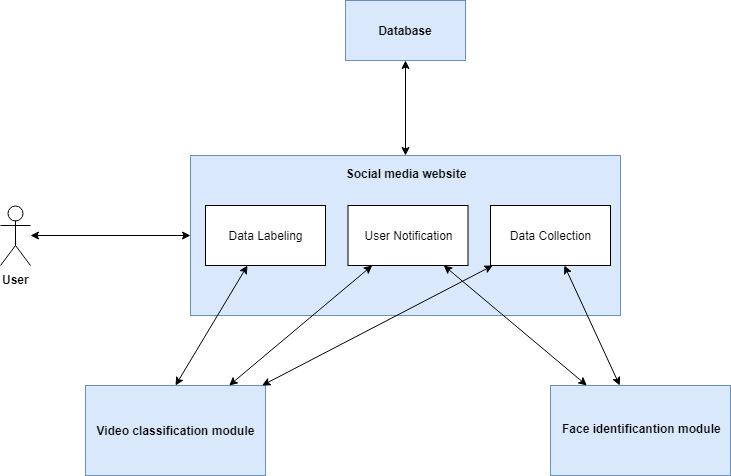 Database
Social media website
Data Labeling
User Notification
Data Collection
User
Video classification module
Face identificantion module